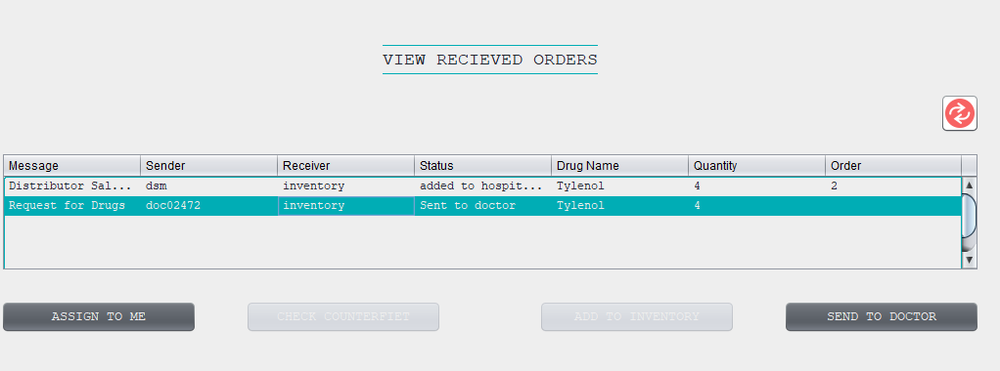 VIEW RECIEVED ORDERS
Message Sender Receiver Status Drug Name Quantity Order
Distributor Sal... dsm inventory added to hospit... Tylenol 4 2
Request for Drugs doc02472 inventory Sent to doctor Tylenol 4
ASSIGN TO ME CHECK COUNTERFIET ADD TO INVENTORY SEND TO DOCTOR